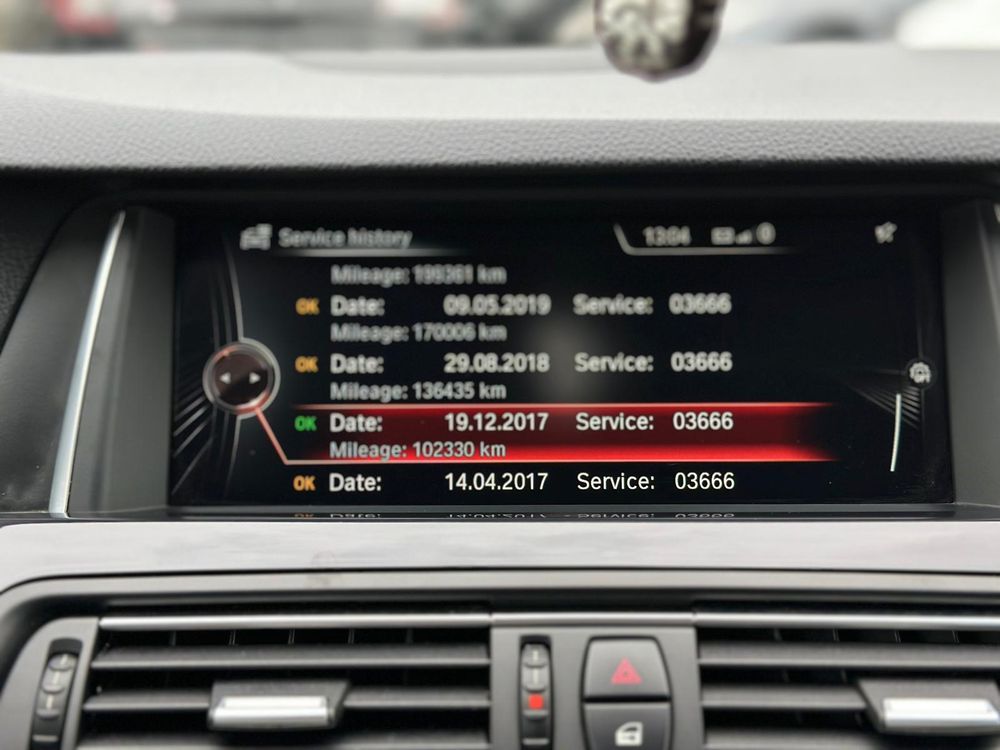 Service history
13:04
Mileage: 199361 km
OK Date: 09.05.2019 Service: 03666
Mileage: 170006 km
OK Date: 29.08.2018 Service: 03666
Mileage: 136435 km
OK Date: 19.12.2017 Service: 03666
Mileage: 102330 km
OK Date: 14.04.2017 Service: 03666